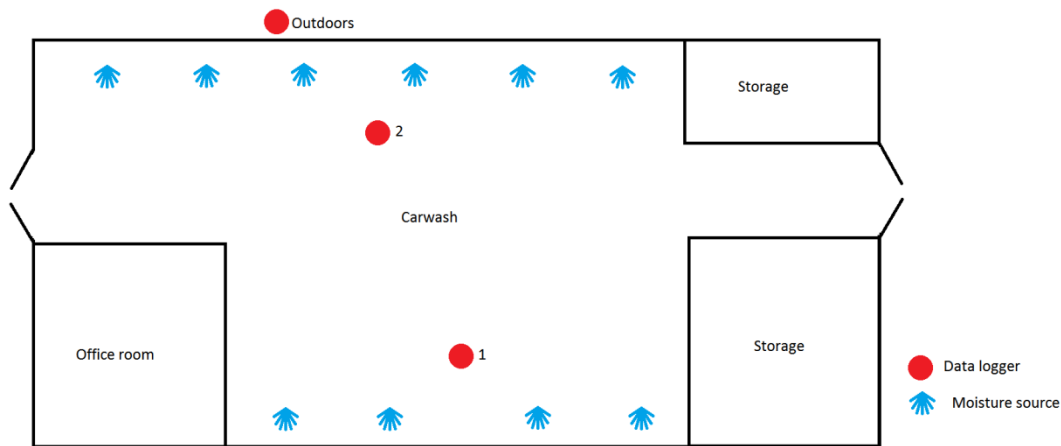 Outdoors
Storage
2
Carwash
Office room
1
Storage
Data logger
Moisture source